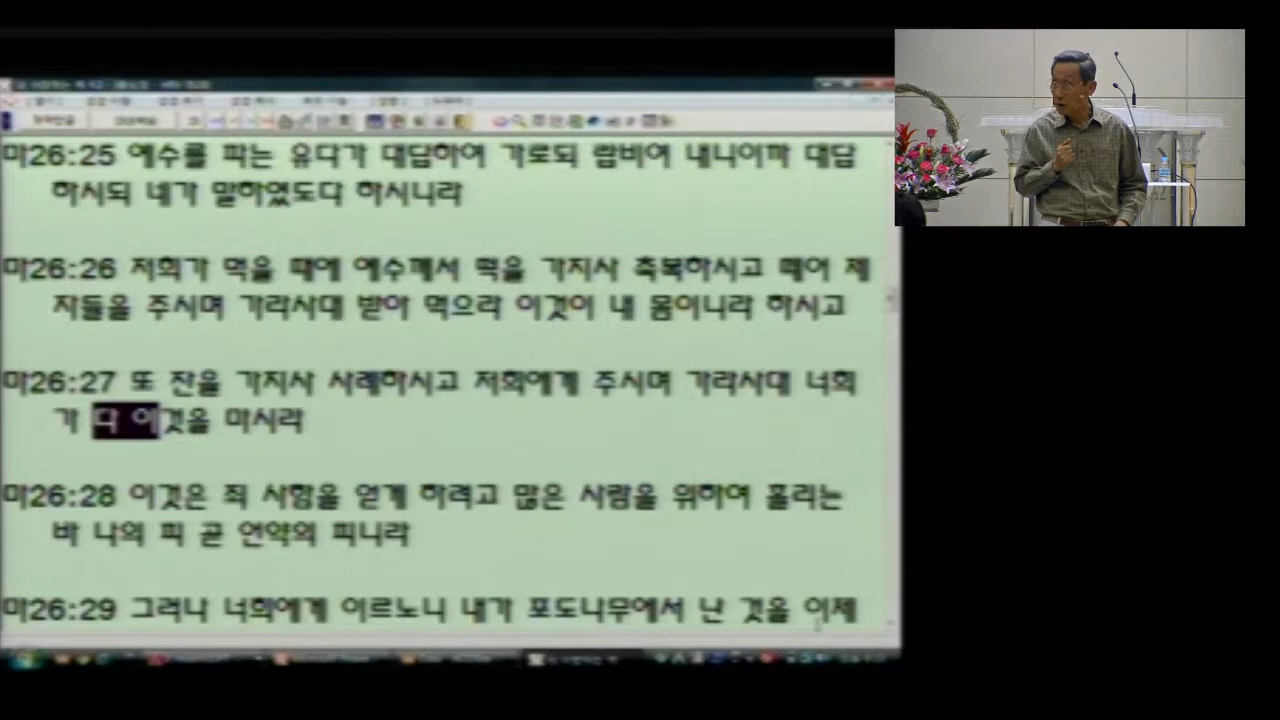 마26:25 예수를 파는 유다가 대답하여 가로되 랍비여 내니이까 대답
하시되 네가 말하였도다 하시니라
마26:26 저희가 먹을 때에 예수께서 떡을 가지사 축복하시고 떼어 제
자들을 주시며 가라사대 받아 먹으라 이것이 내 몸이니라 하시고
마26:27 또 잔을 가지사 사례하시고 저희에게 주시며 가라사대 너희
가 다 이것을 마시라
마26:28 이것은 죄 사함을 얻게 하려고 많은 사람을 위하여 흘리는
바 나의 피 곧 언약의 피니라
마26:29 그러나 너희에게 이르노니 내가 포도나무에서 난 것을 이제